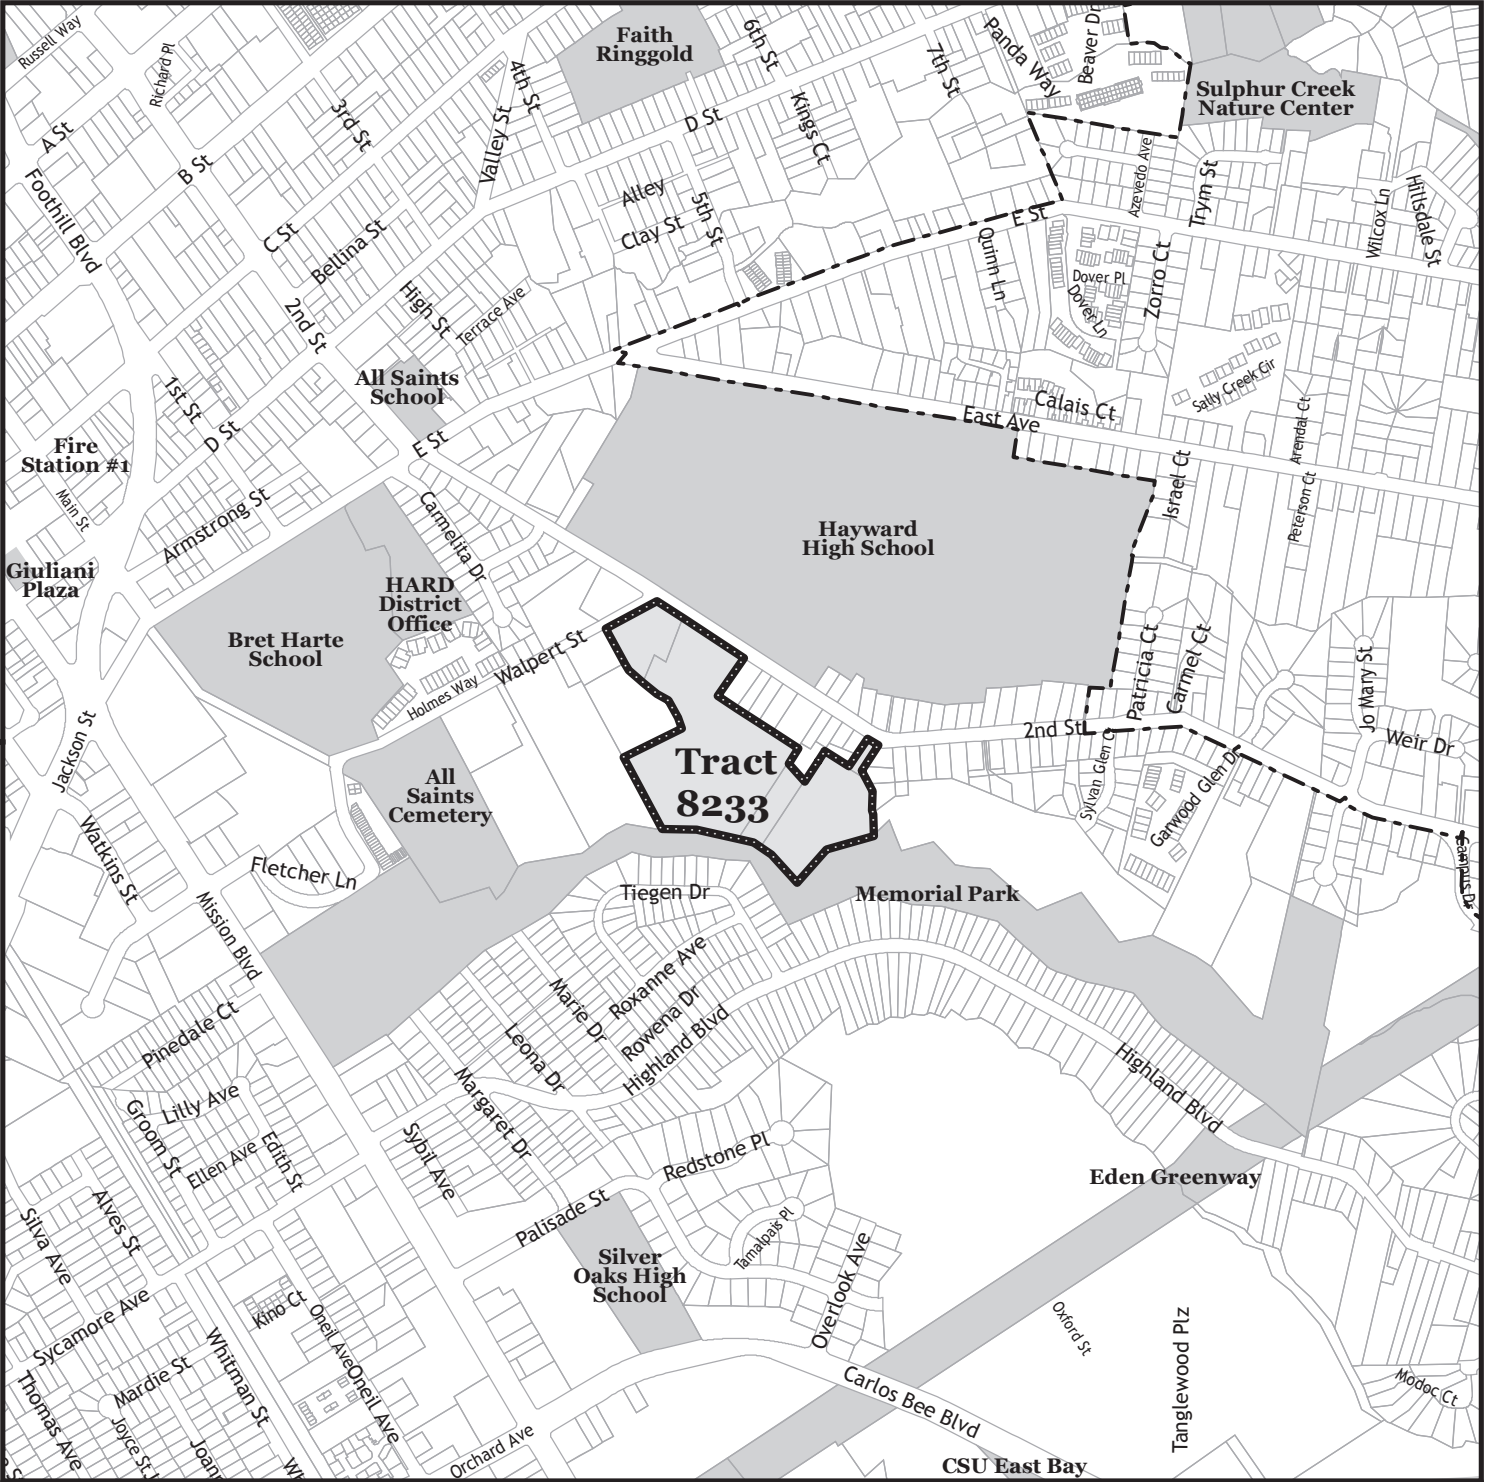 Russell Way
Richard Pl
Faith
Ringgold
6th St
7th St
Panda Way
Beaver Dr
Sulphur Creek
Nature Center
A St
B St
3rd St
4th St
Valley St
D St
Kings Ct
Foothill Blvd
C St
Bellina St
Alley
Clay St
5th St
E St
Azevedo Ave
Trym St
Wilcox Ln
Hillsdale St
2nd St
High St
Terrace Ave
Quinn Ln
Dover Pl
Dover Ln
Zorro Ct
1st St
D St
All Saints
School
E St
Calais Ct
East Ave
Sally Creek Cir
Arendal Ct
Fire
Station #1
Main St
Armstrong St
Carmelita Dr
Israel Ct
Peterson Ct
Hayward
High School
Giuliani
Plaza
HARD
District
Office
Bret Harte
School
Walpert St
Holmes Way
Patricia Ct
Carmel Ct
Jo Mary St
Weir Dr
2nd St
Sylvan Glen C
Garwood Glen Dr
Jackson St
Tract
8233
All
Saints
Cemetery
Campus Dr
Watkins St
Fletcher Ln
Mission Blvd
Tiegen Dr
Memorial Park
Roxanne Ave
Marie Dr
Rowena Dr
Highland Blvd
Leona Dr
Pinedale Ct
Lilly Ave
Groom St
Ellen Ave
Edith St
Margaret Dr
Sybil Ave
Highland Blvd
Redstone Pl
Eden Greenway
Palisade St
Alves St
Silva Ave
Tamalpais Pl
Overlook Ave
Silver
Oaks High
School
Kino Ct
Sycamore Ave
Oneil Ave
Oneil Ave
Whitman St
Mardie St
Thomas Ave
Joyce St
Joan
Wh
Orchard Ave
Carlos Bee Blvd
Oxford St
Tanglewood Plz
Modoc Ct
CSU East Bay